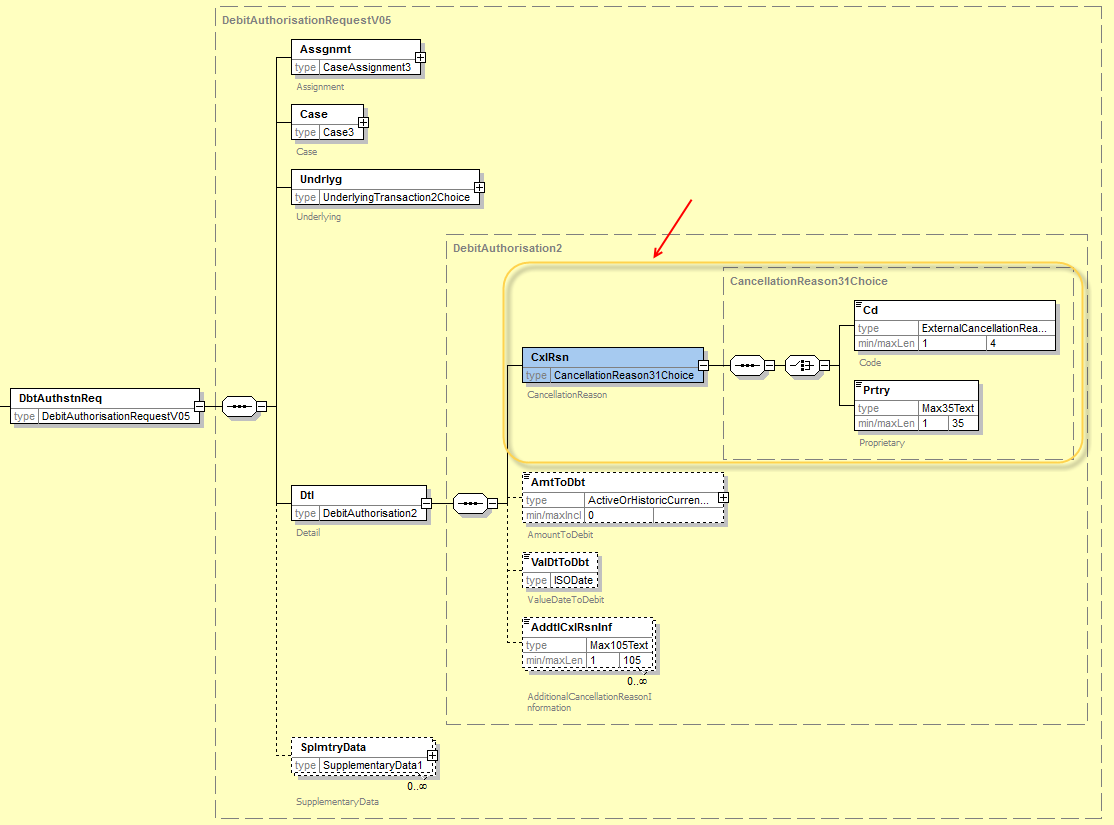 DebitAuthorisationRequestV05
Assgnmt
type CaseAssignment3
Assignment
Case
type Case3
Case
Undrlyg
type UnderlyingTransaction2Choice
Underlying
DebitAuthorisation2
CancellationReason31Choice
Cd
type ExternalCancellationRea...
min/maxLen 1 4
Code
CxlRsn
type CancellationReason31Choice
CancellationReason
Prtry
type Max35Text
min/maxLen 1 35
Proprietary
DbtAuthstnReq
type DebitAuthorisationRequestV05
Dtl
type DebitAuthorisation2
Detail
AmtToDbt
type ActiveOrHistoricCurren...
min/maxIncl 0
AmountToDebit
ValDtToDbt
type ISODate
ValueDateToDebit
AddtlCxlRsnInf
type Max105Text
min/maxLen 1 105
0..∞
AdditionalCancellationReasonI
nformation
SplmtryData
type SupplementaryData1
0..∞
SupplementaryData